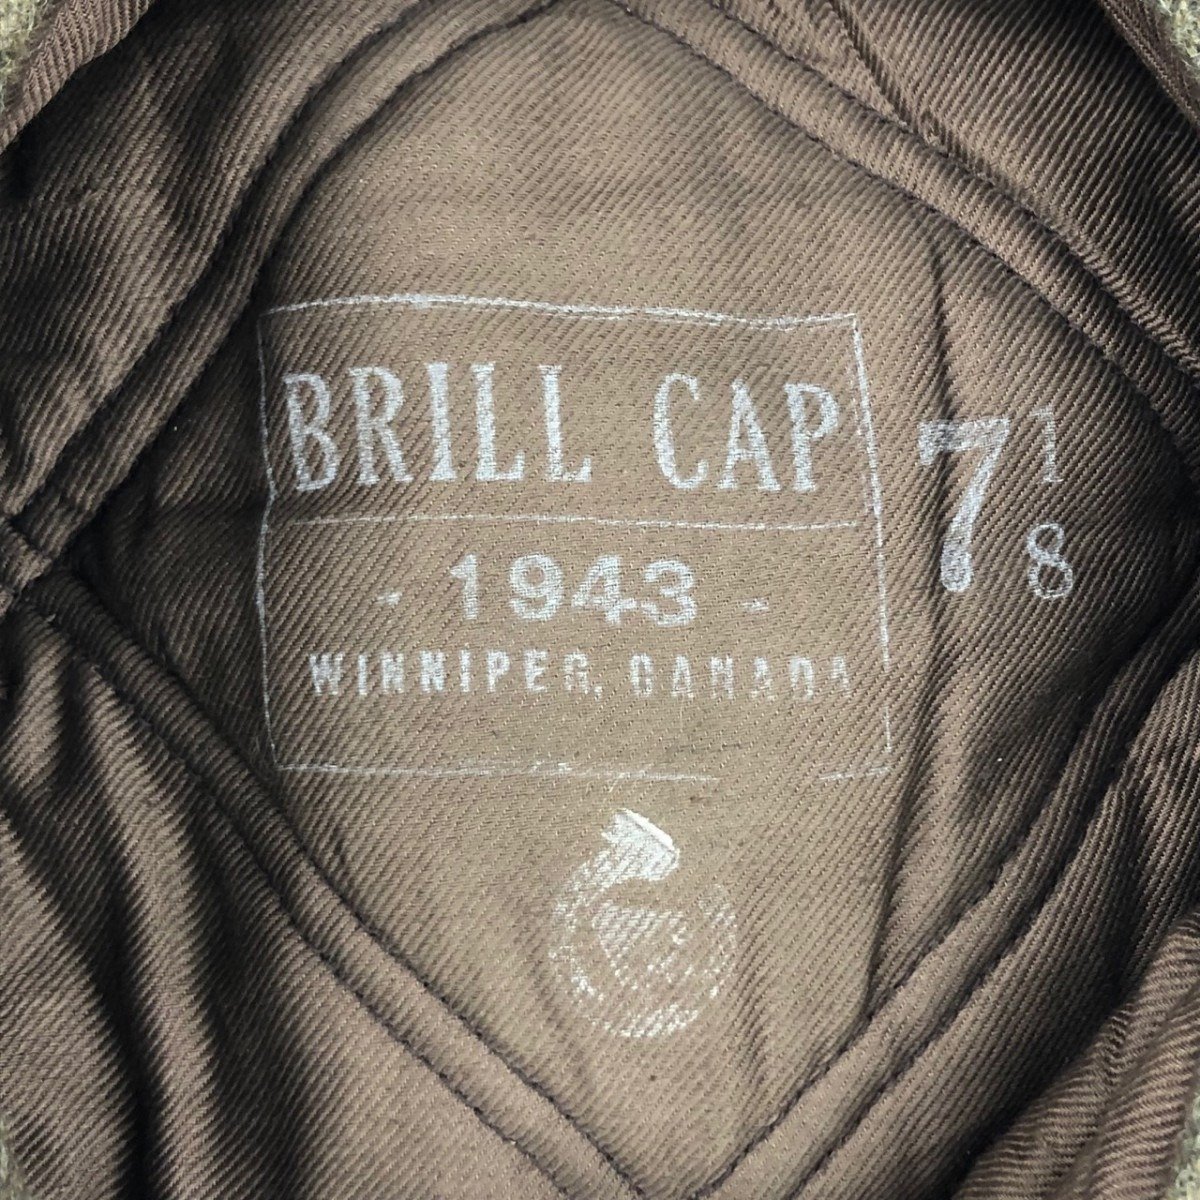 BRILL CAP
7 1/8
- 1943 -
WINNIPEG, CANADA